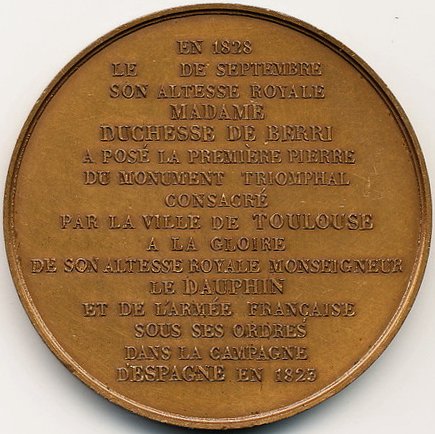 EN 1828
LE DE SEPTEMBRE
SON ALTESSE ROYALE
MADAME
DUCHESSE DE BERRI
A POSÉ LA PREMIÈRE PIERRE
DU MONUMENT TRIOMPHAL
CONSACRÉ
PAR LA VILLE DE TOULOUSE
A LA GLOIRE
DE SON ALTESSE ROYALE MONSEIGNEUR
LE DAUPHIN
ET DE L'ARMÉE FRANÇAISE
SOUS SES ORDRES
DANS LA CAMPAGNE
D'ESPAGNE EN 1823